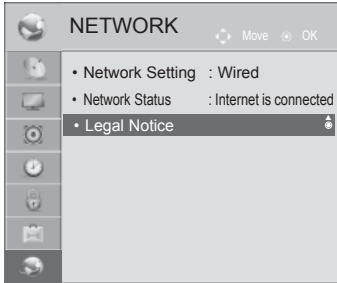 NETWORK
Move OK
• Network Setting : Wired
• Network Status : Internet is connected
• Legal Notice